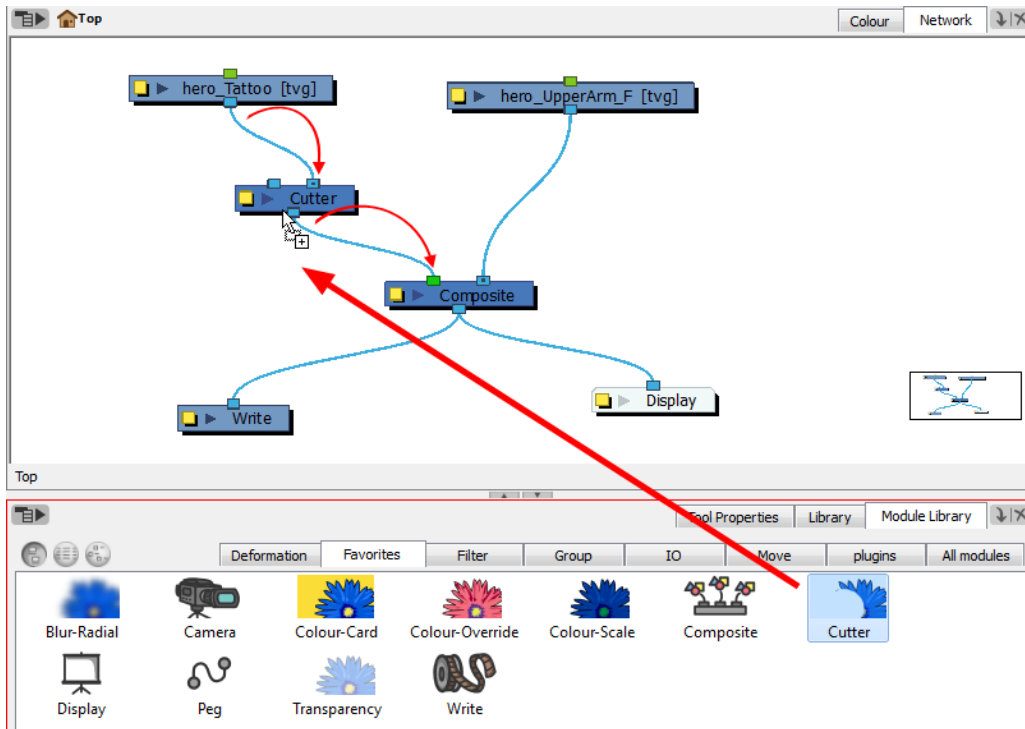 Top
Colour Network
hero_Tattoo [tvg]
hero_UpperArm_F [tvg]
Cutter
Composite
Display
Write
Top
Tool Properties Library Module Library
Deformation Favorites Filter Group IO Move plugins All modules
Blur-Radial Camera Colour-Card Colour-Override Colour-Scale Composite Cutter
Display Peg Transparency Write